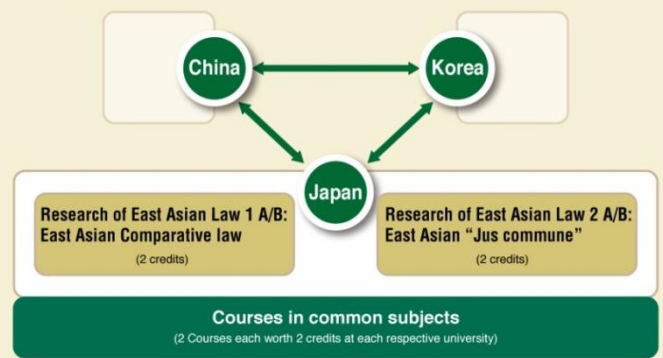 China
Korea
Japan
Research of East Asian Law 1 A/B:
East Asian Comparative law
(2 credits)
Research of East Asian Law 2 A/B:
East Asian “Jus commune”
(2 credits)
Courses in common subjects
(2 Courses each worth 2 credits at each respective university)